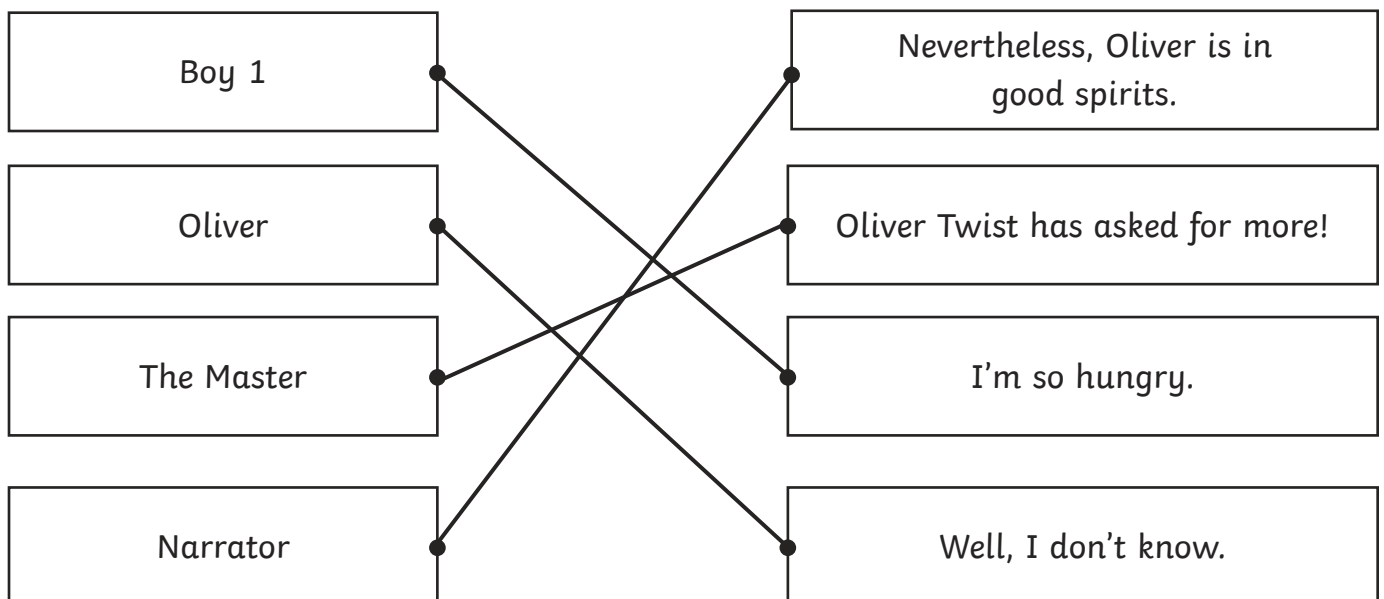 Boy 1
Nevertheless, Oliver is in
good spirits.
Oliver
Oliver Twist has asked for more!
The Master
I'm so hungry.
Narrator
Well, I don't know.